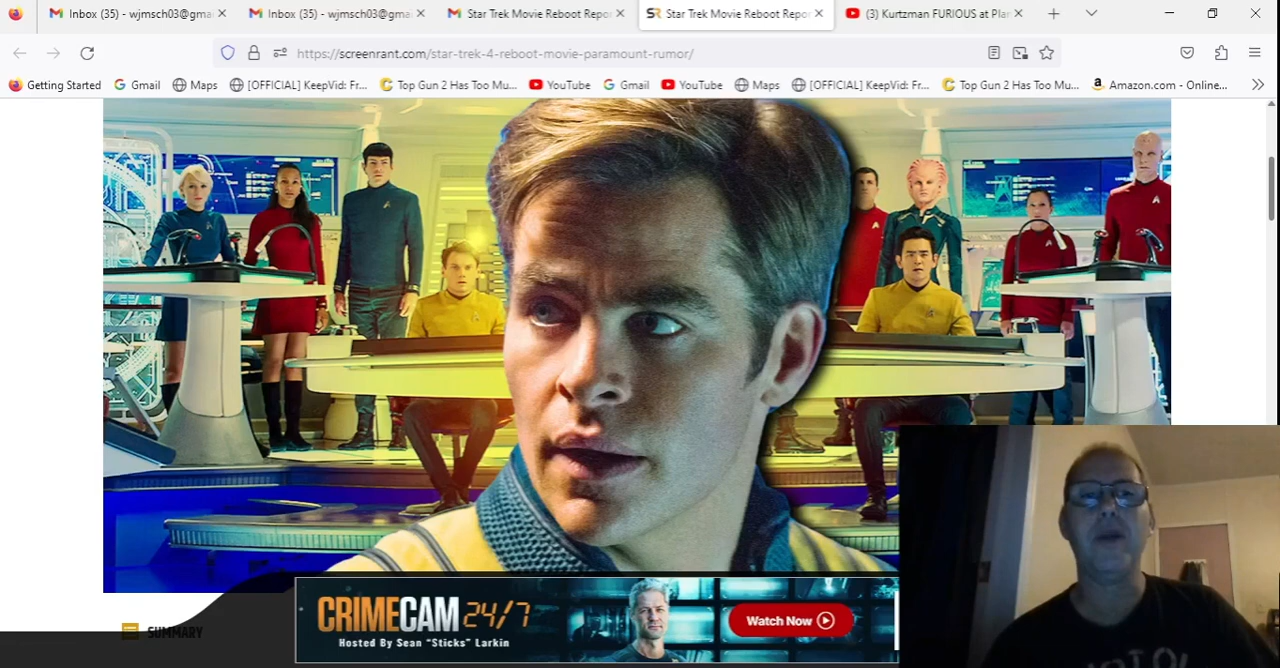 Inbox (35) - wjmsch03@gma
Inbox (35) - wjmsch03@gma
Star Trek Movie Reboot Repor
SR Star Trek Movie Reboot Repor
(3) Kurtzman FURIOUS at Pla
https://screenrant.com/star-trek-4-reboot-movie-paramount-rumor/
Getting Started
Gmail
Maps
[OFFICIAL] KeepVid: Fr...
Top Gun 2 Has Too Mu...
YouTube
Gmail
YouTube
Maps
[OFFICIAL] KeepVid: Fr...
Top Gun 2 Has Too Mu...
Amazon.com - Online...
SUMMARY
CRIMECAM 24/7
Hosted By Sean "Sticks" Larkin
Watch Now